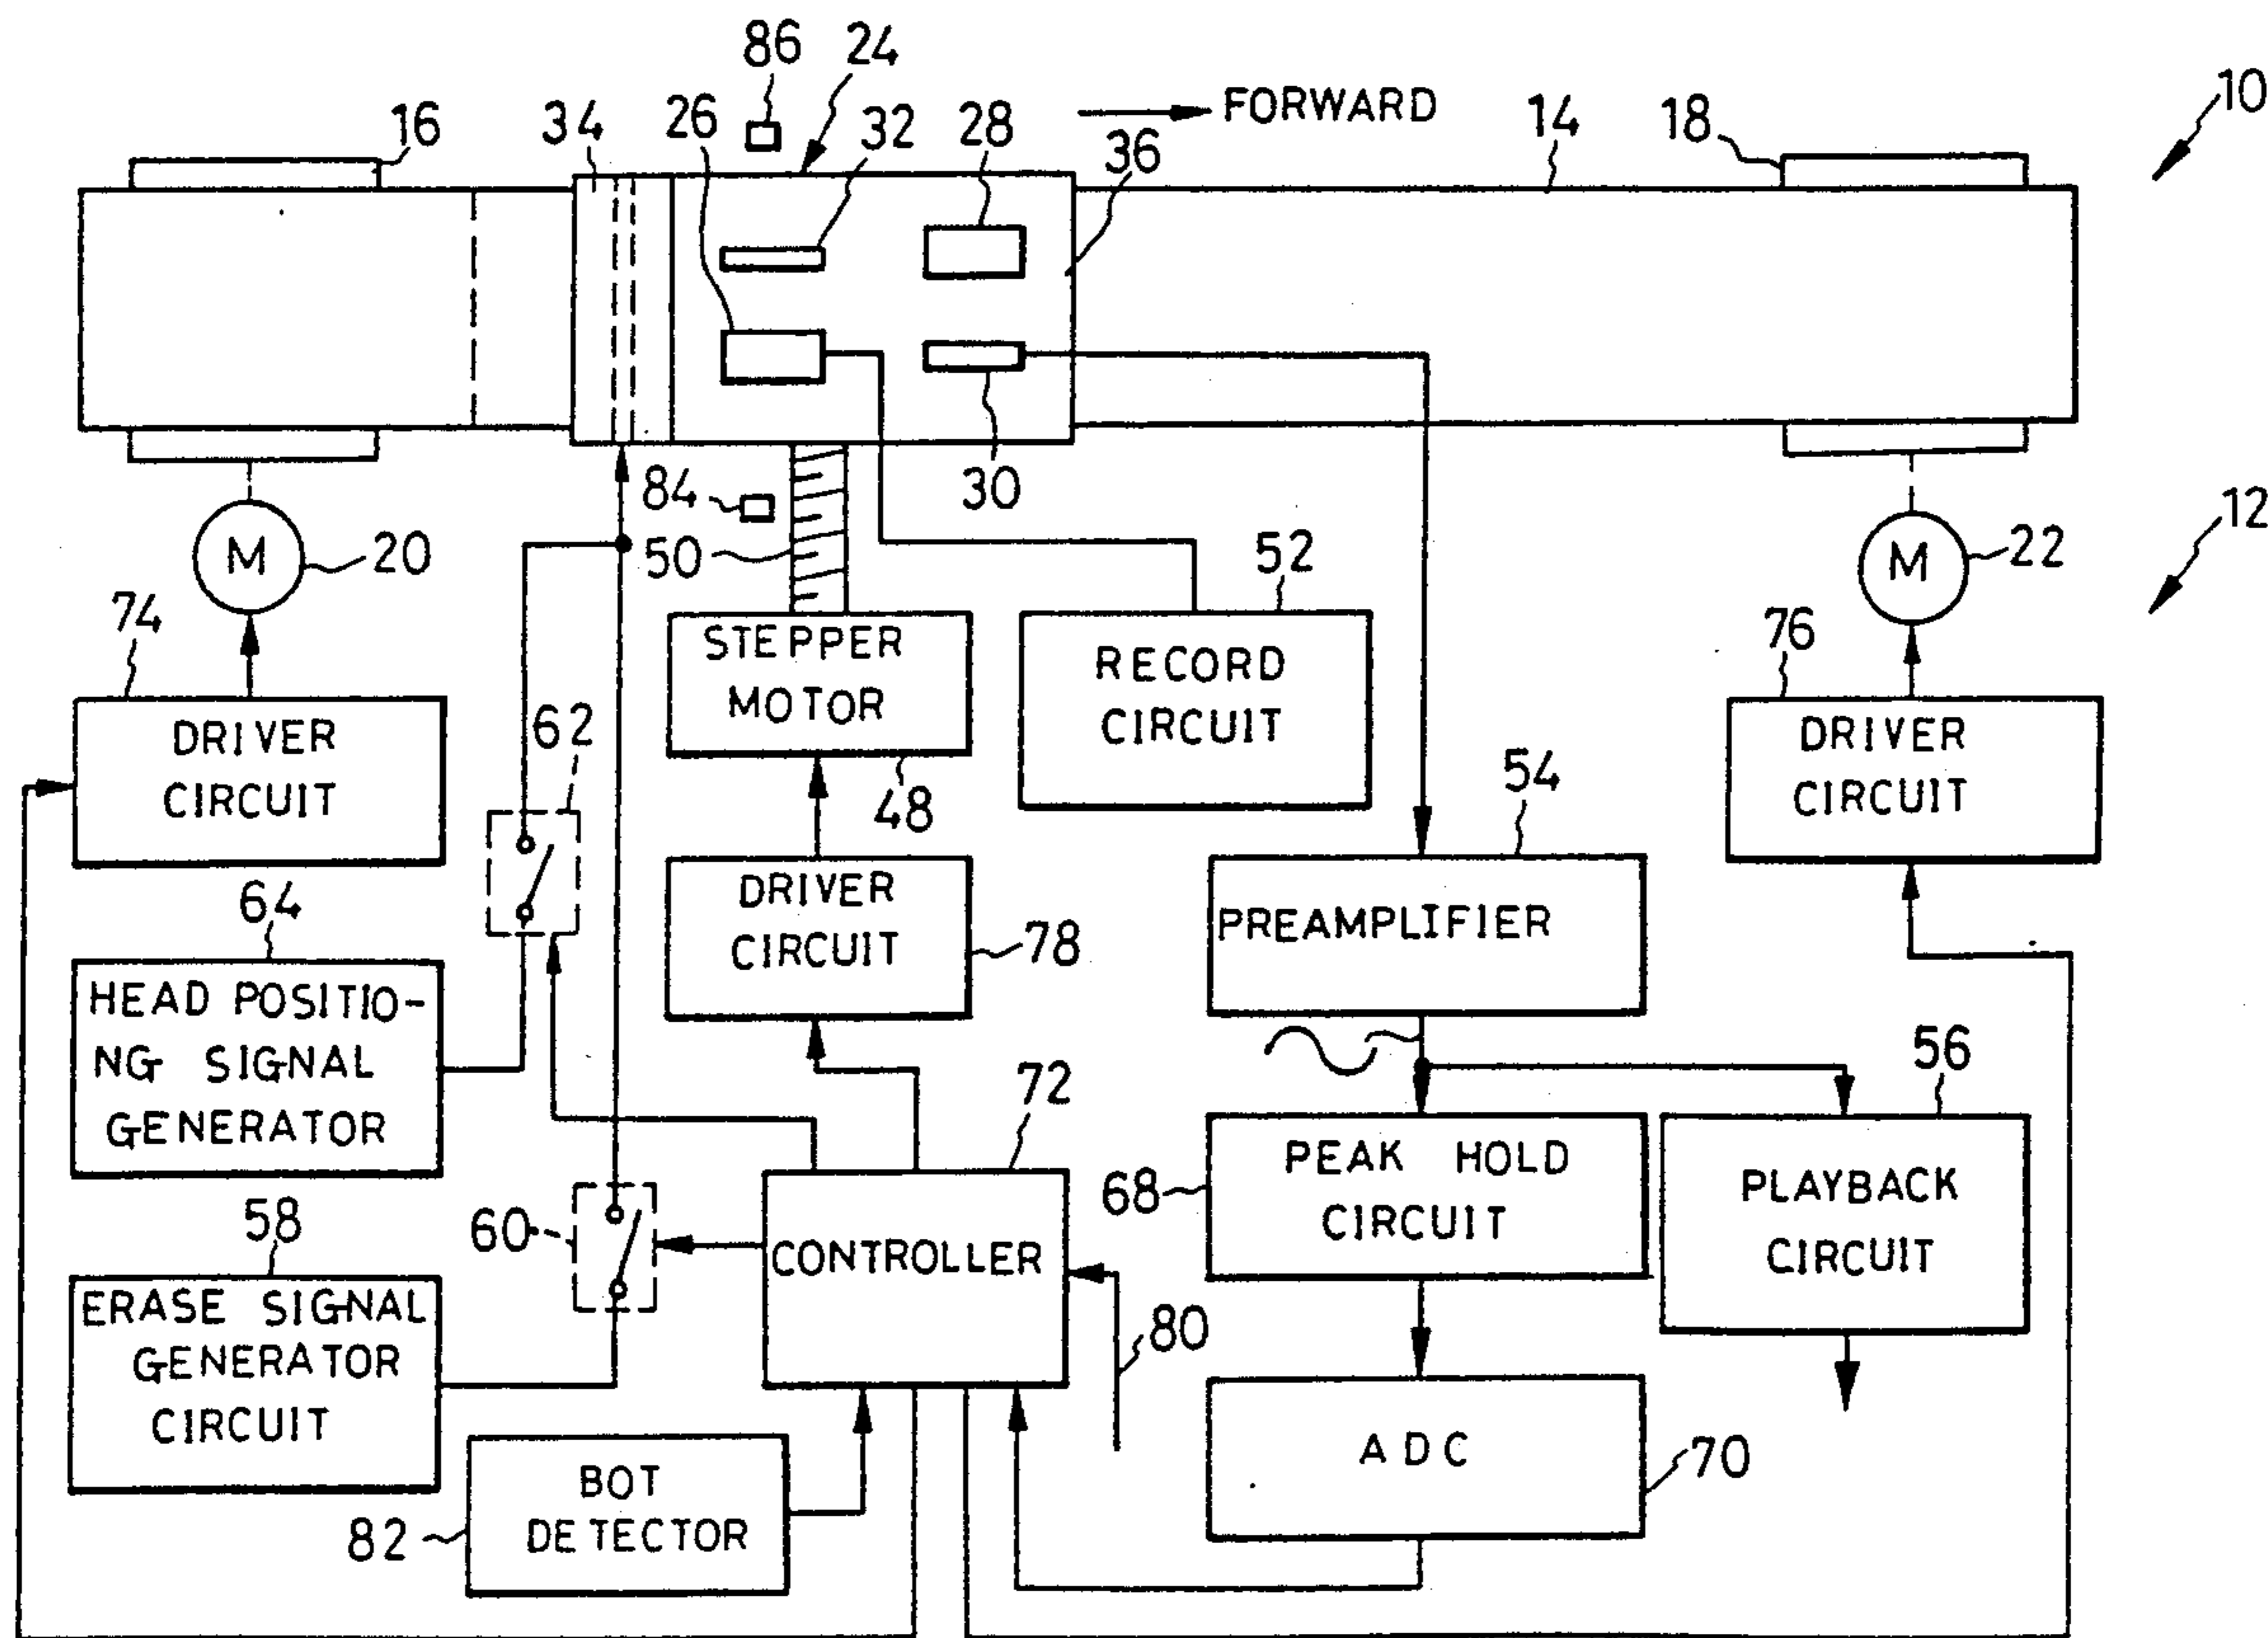 86
24
10
16
34
26
32
28
FORWARD
14
18
36
84
30
12
M
20
50
52
M
22
74
62
STEPPER
MOTOR
RECORD
CIRCUIT
76
DRIVER
CIRCUIT
48
54
DRIVER
CIRCUIT
64
DRIVER
CIRCUIT
78
PREAMPLIFIER
HEAD POSITIO-
NG SIGNAL
GENERATOR
72
56
58
60
CONTROLLER
68
PEAK HOLD
CIRCUIT
PLAYBACK
CIRCUIT
ERASE SIGNAL
GENERATOR
CIRCUIT
80
BOT
DETECTOR
82
ADC
70